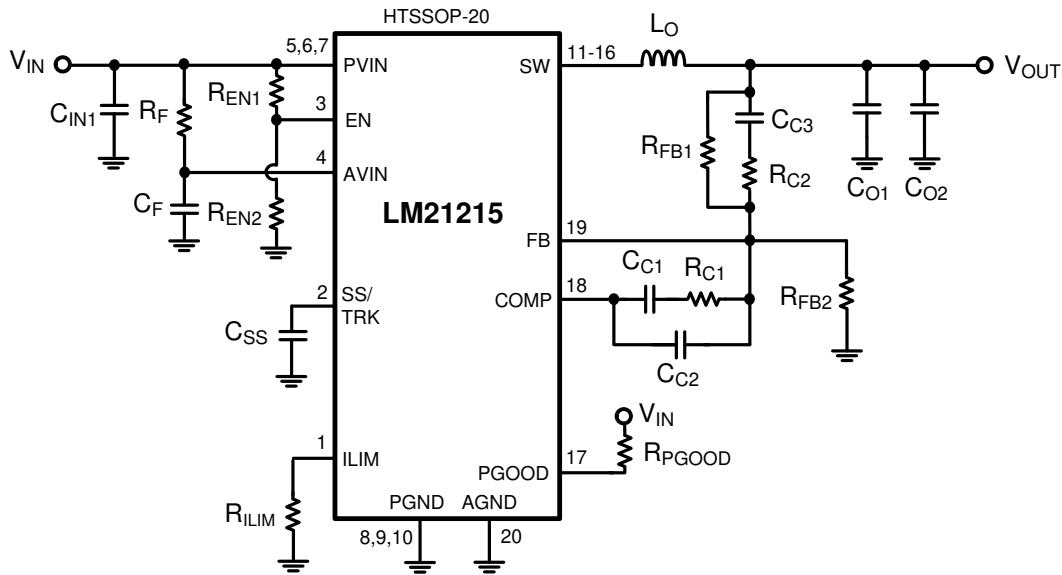 HTSSOP-20
V_IN
5,6,7
PVIN
SW
11-16
L_O
V_OUT
C_IN1
R_F
R_EN1
3
EN
4
AVIN
C_F
R_EN2
LM21215
R_FB1
C_C3
R_C2
C_O1
C_O2
FB
19
2
SS/
TRK
C_SS
COMP
18
C_C1
R_C1
R_FB2
C_C2
V_IN
1
ILIM
PGOOD
17
R_PGOOD
R_ILIM
PGND
AGND
8,9,10
20